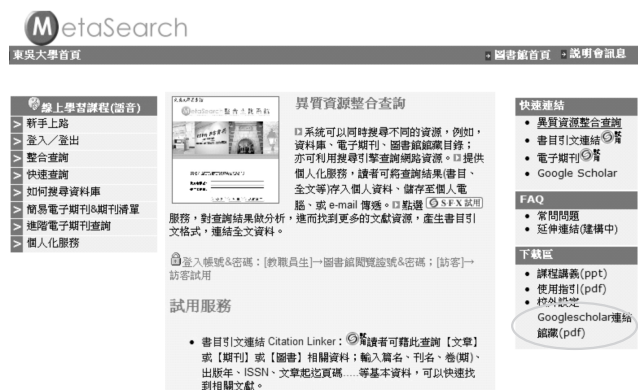 MetaSearch
東吳大學首頁
圖書館首頁 說明會訊息
線上學習課程(語音)
> 新手上路
> 登入／登出
> 整合查詢
> 快速查詢
> 如何搜尋資料庫
> 簡易電子期刊&期刊清單
> 進階電子期刊查詢
> 個人化服務
異質資源整合查詢
系統可以同時搜尋不同的資源，例如，
資料庫、電子期刊、圖書館館藏目錄；
亦可利用搜尋引擎查詢網路資源。提供
個人化服務，讀者可將查詢結果(書目、
全文等)存入個人資料、儲存至個人電
腦、或 e-mail 傳送。點選 SFX 試用
服務，對查詢結果做分析，進而找到更多的文獻資源，產生書目引
文格式，連結全文資料。
登入帳號&密碼：[教職員生]→圖書館閱覽證號&密碼；[訪客]→
訪客試用
試用服務
• 書目引文連結 Citation Linker：讀者可藉此查詢【文章】
或【期刊】或【圖書】相關資料；輸入篇名、刊名、卷(期)、
出版年、ISSN、文章起迄頁碼.....等基本資料，可以快速找
到相關文獻。
快速連結
• 異質資源整合查詢
• 書目引文連結
• 電子期刊
• Google Scholar
FAQ
• 常問問題
• 延伸連結(建構中)
下載區
• 課程講義(ppt)
• 使用指引(pdf)
• 校外設定
Googlescholar連結
館藏(pdf)